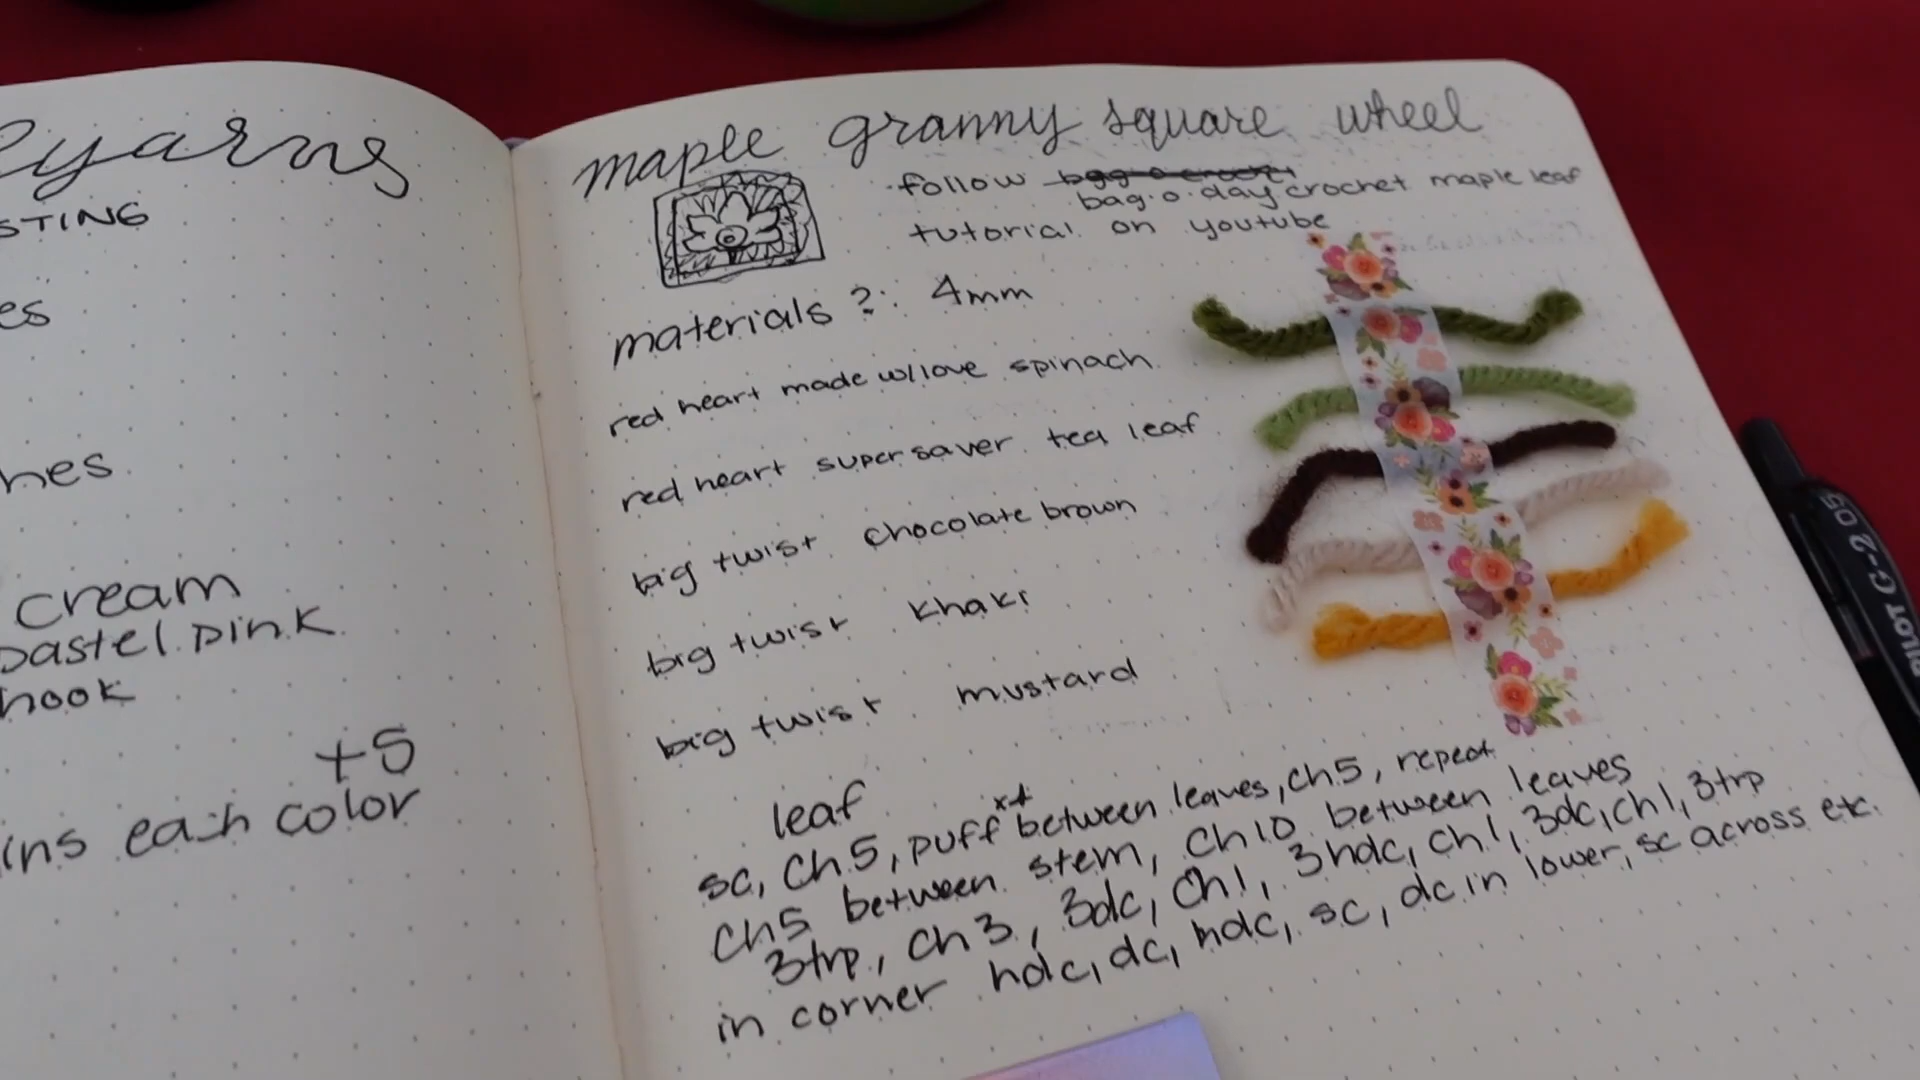 eyarns
STING
es
hes
cream
pastel pink
hook
+5
ins each color
maple granny square wheel
follow
bag.o.day crochet maple leaf
tutorial on youtube
materials ?: 4mm
red heart made w/love spinach
red heart super saver tea leaf
big twist chocolate brown
big twist khaki
big twist mustard
leaf
x4
sc, ch5, puff between leaves, ch5, repeat
ch5 between stem, ch10 between leaves
3trp, ch3, 3dc, ch1, 3hdc, ch1, 3dc, ch1, 3trp
in corner hdc, dc, hdc, sc, dc in lower, sc across etc.
PILOT G-2 05